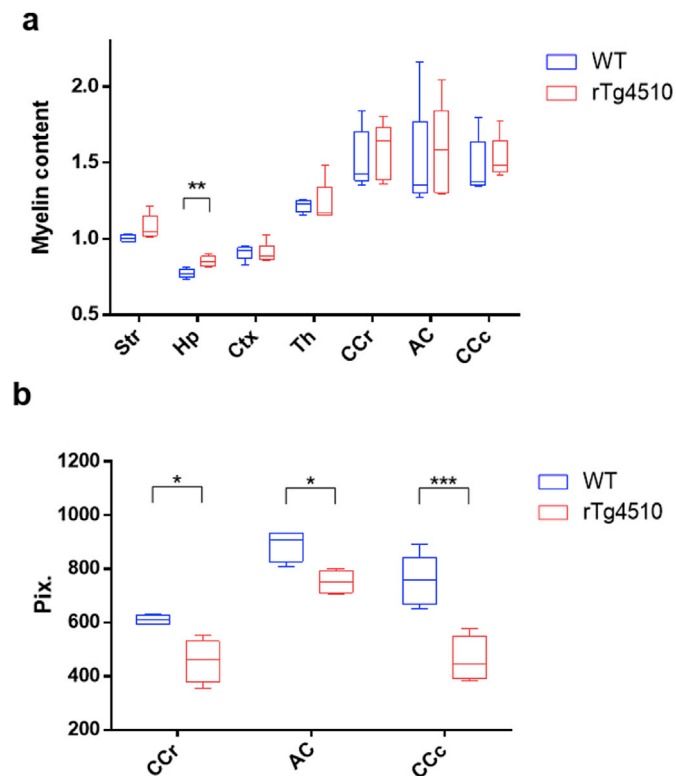 a
WT
rTg4510
Myelin content
2.0
1.5
1.0
0.5
**
Str
Hp
Ctx
Th
CCr
AC
CCc
b
WT
rTg4510
Pix.
1200
1000
800
600
400
200
*
*
***
CCr
AC
CCc